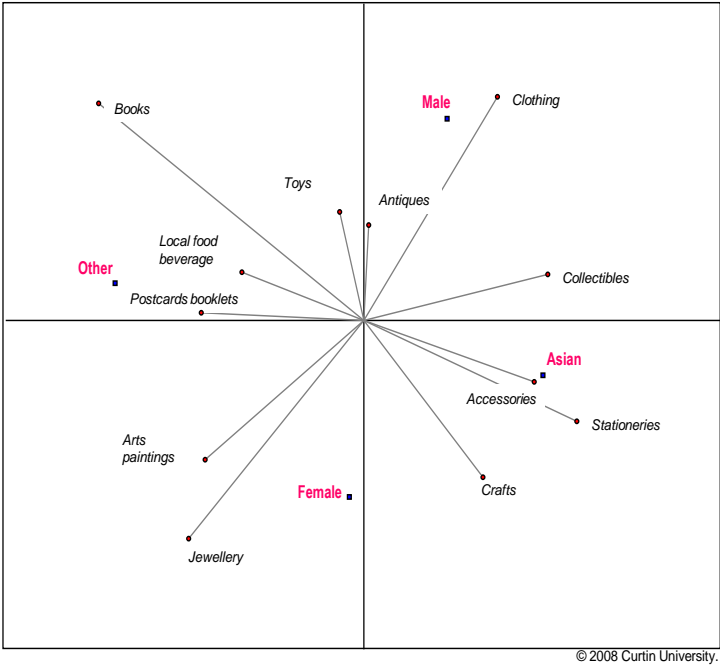 Male
Clothing
Books
Toys
Antiques
Local food
beverage
Other
Collectibles
Postcards booklets
Asian
Accessories
Stationeries
Arts
paintings
Female
Crafts
Jewellery
© 2008 Curtin University.